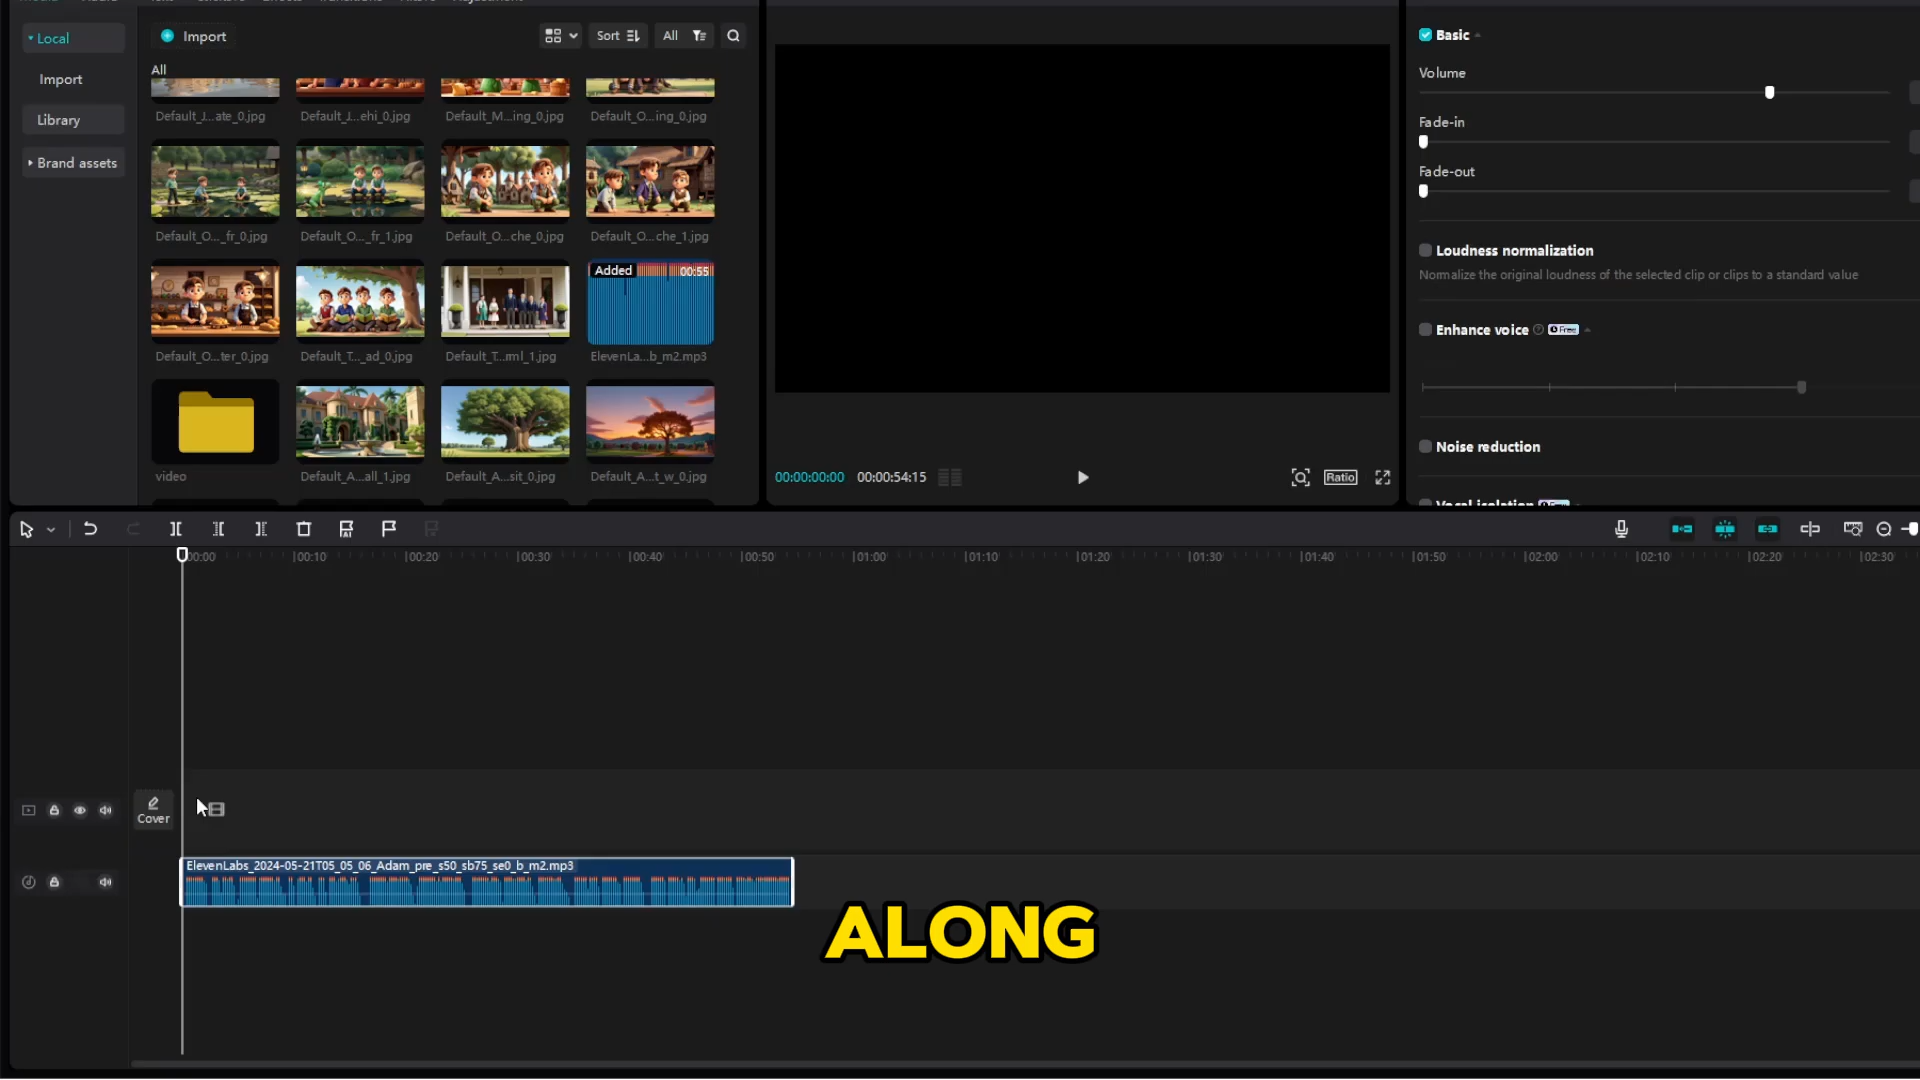 Local
Import
Sort
All
Import
All
Library
Brand assets
Default_J...ate_0.jpg
Default_J...ehi_0.jpg
Default_M...ing_0.jpg
Default_O...ing_0.jpg
Default_O..._fr_0.jpg
Default_O..._fr_1.jpg
Default_O...che_0.jpg
Default_O...che_1.jpg
Added
00:55
Default_O...ter_0.jpg
Default_T..._ad_0.jpg
Default_T...rml_1.jpg
ElevenLa...b_m2.mp3
video
Default_A...all_1.jpg
Default_A...sit_0.jpg
Default_A...t_w_0.jpg
00:00:00:00
00:00:54:15
Ratio
Basic
Volume
Fade-in
Fade-out
Loudness normalization
Normalize the original loudness of the selected clip or clips to a standard value
Enhance voice
Free
Noise reduction
Vocal isolation
00:00
00:10
00:20
00:30
00:40
00:50
01:00
01:10
01:20
01:30
01:40
01:50
02:00
02:10
02:20
02:30
Cover
ElevenLabs_2024-05-21T05_05_06_Adam_pre_s50_sb75_se0_b_m2.mp3
ALONG